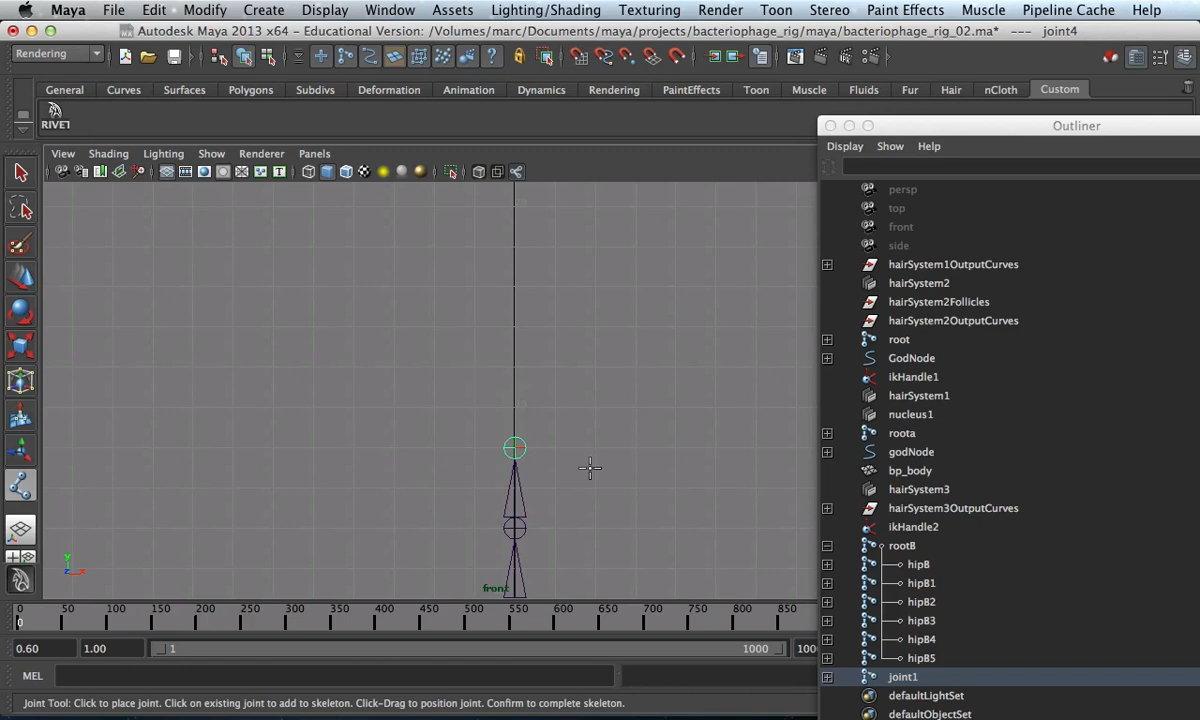 Maya File Edit Modify Create Display Window Assets Lighting/Shading Texturing Render Toon Stereo Paint Effects Muscle Pipeline Cache Help
Autodesk Maya 2013 x64 - Educational Version: /Volumes/marc/Documents/maya/projects/bacteriophage_rig/maya/bacteriophage_rig_02.ma* --- joint4
Rendering
General Curves Surfaces Polygons Subdivs Deformation Animation Dynamics Rendering PaintEffects Toon Muscle Fluids Fur Hair nCloth Custom
RIVET
Outliner
View Shading Lighting Show Renderer Panels
Display Show Help
persp
top
front
side
hairSystem1OutputCurves
hairSystem2
hairSystem2Follicles
hairSystem2OutputCurves
root
GodNode
ikHandle1
hairSystem1
nucleus1
roota
godNode
bp_body
hairSystem3
hairSystem3OutputCurves
ikHandle2
rootB
hipB
hipB1
hipB2
hipB3
hipB4
hipB5
joint1
defaultLightSet
defaultObjectSet
y
front
0 50 100 150 200 250 300 350 400 450 500 550 600 650 700 750 800 850
0
0.60 1.00 1 1000
MEL
Joint Tool: Click to place joint. Click on existing joint to add to skeleton. Click-Drag to position joint. Confirm to complete skeleton.